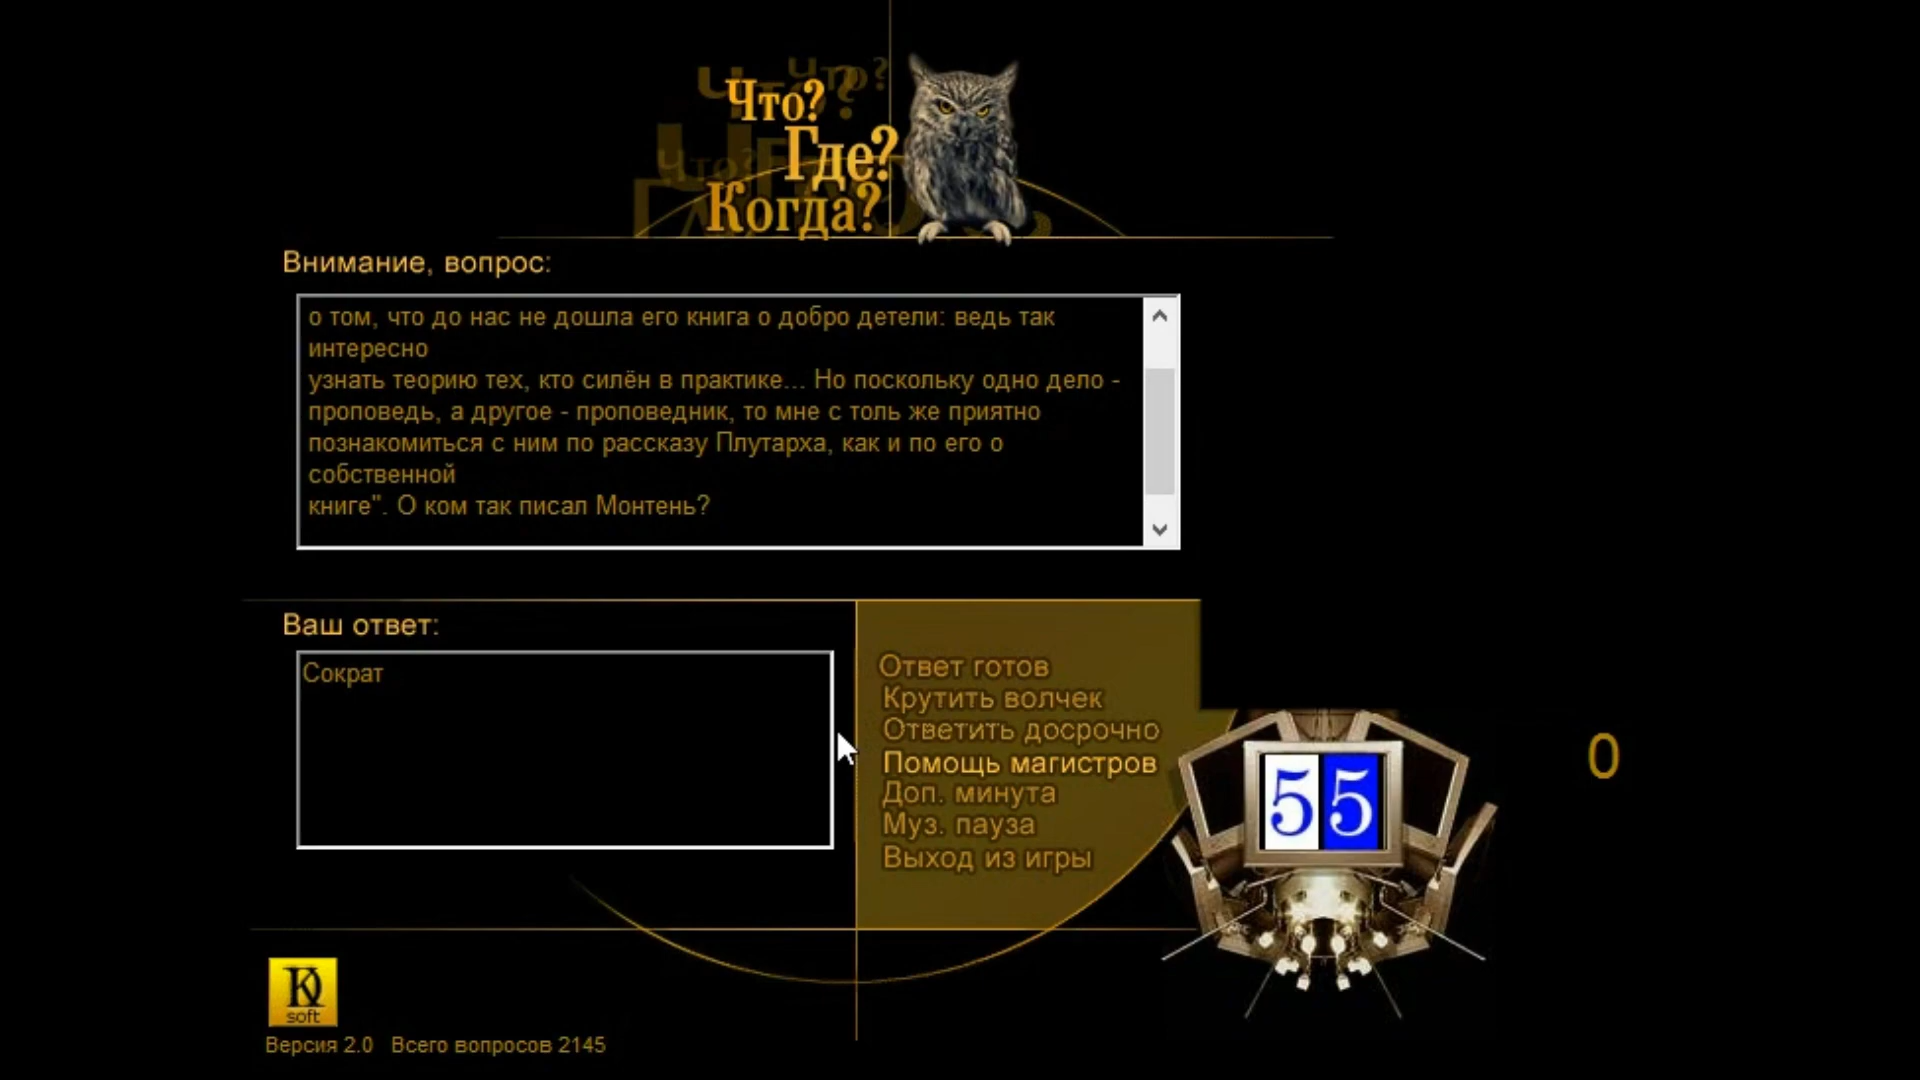 Что?
Что?
Где?
Что?
Когда?
Внимание, вопрос:
о том, что до нас не дошла его книга о добро детели: ведь так
интересно
узнать теорию тех, кто силён в практике... Но поскольку одно дело -
проповедь, а другое - проповедник, то мне с толь же приятно
познакомиться с ним по рассказу Плутарха, как и по его о
собственной
книге". О ком так писал Монтень?
Ваш ответ:
Сократ
Ответ готов
Крутить волчек
Ответить досрочно
Помощь магистров
Доп. минута
Муз. пауза
Выход из игры
55
0
KD
soft
Версия 2.0 Всего вопросов 2145